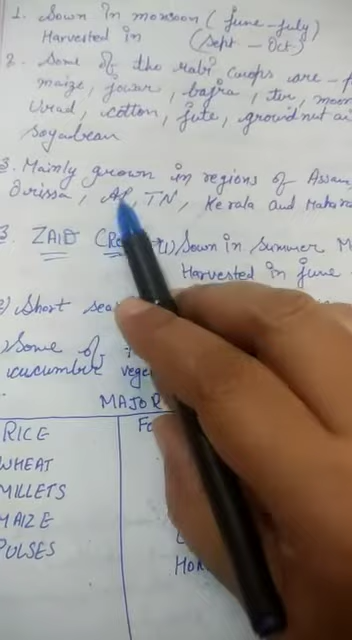 1. Sown in monsoon (June-July)
Harvested in (Sept - Oct)
2. Some of the rabi crops are -
maize, jowar, bajra, tur, moon
Urad, cotton, jute, groundnut a
Soyabean
3. Mainly grown in regions of Assam
Orissa, AP, TN, Kerala and Mahara
3. ZAID (1) Sown in Summer M
Harvested in june
2) Short sea
Some of
cucumber vege
MAJOR
RICE
WHEAT
MILLETS
MAIZE
PULSES